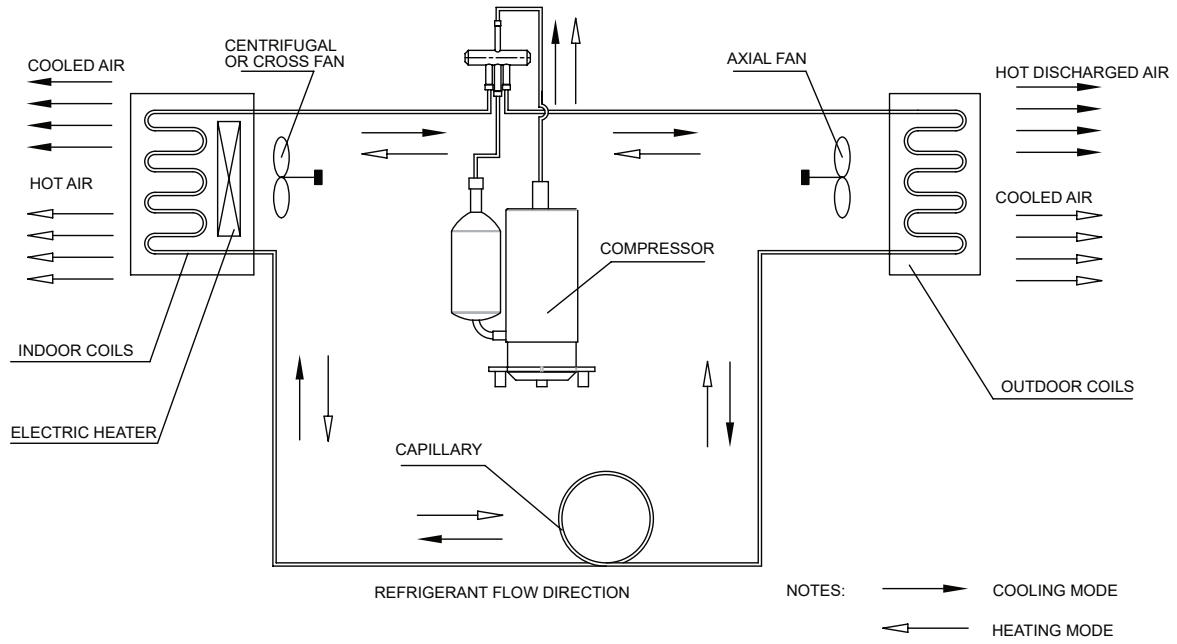 CENTRIFUGAL
OR CROSS FAN
COOLED AIR
AXIAL FAN
HOT DISCHARGED AIR
HOT AIR
COOLED AIR
COMPRESSOR
INDOOR COILS
OUTDOOR COILS
ELECTRIC HEATER
CAPILLARY
REFRIGERANT FLOW DIRECTION
NOTES:
COOLING MODE
HEATING MODE